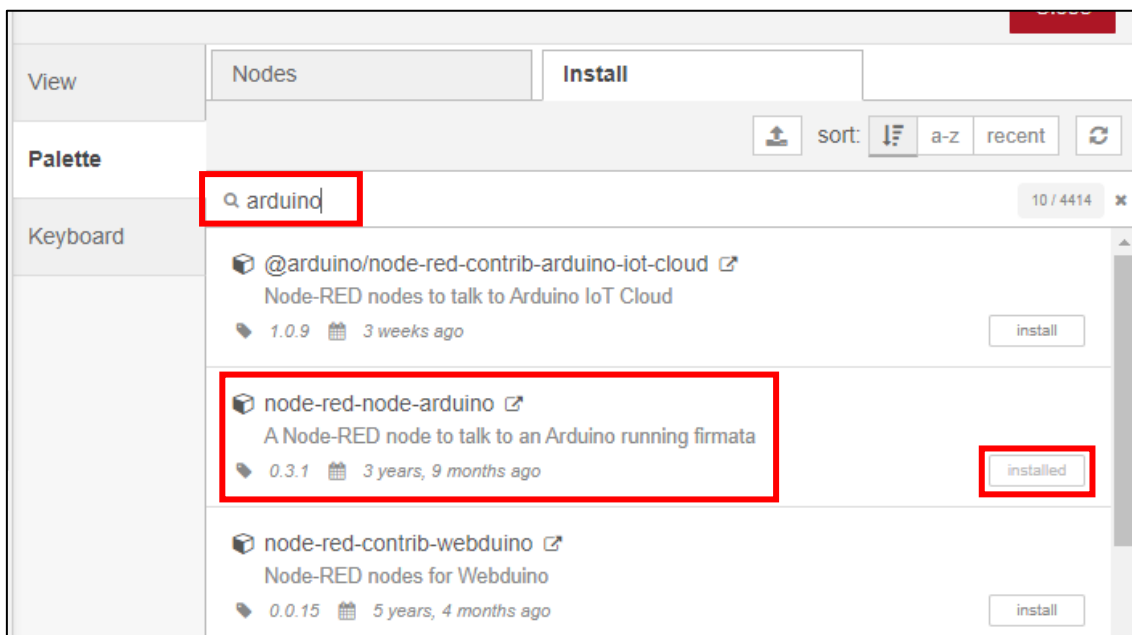 View
Nodes
Install
sort:
a-z
recent
Palette
arduino
10 / 4414
Keyboard
@arduino/node-red-contrib-arduino-iot-cloud
Node-RED nodes to talk to Arduino IoT Cloud
1.0.9
3 weeks ago
install
node-red-node-arduino
A Node-RED node to talk to an Arduino running firmata
0.3.1
3 years, 9 months ago
installed
node-red-contrib-webduino
Node-RED nodes for Webduino
0.0.15
5 years, 4 months ago
install